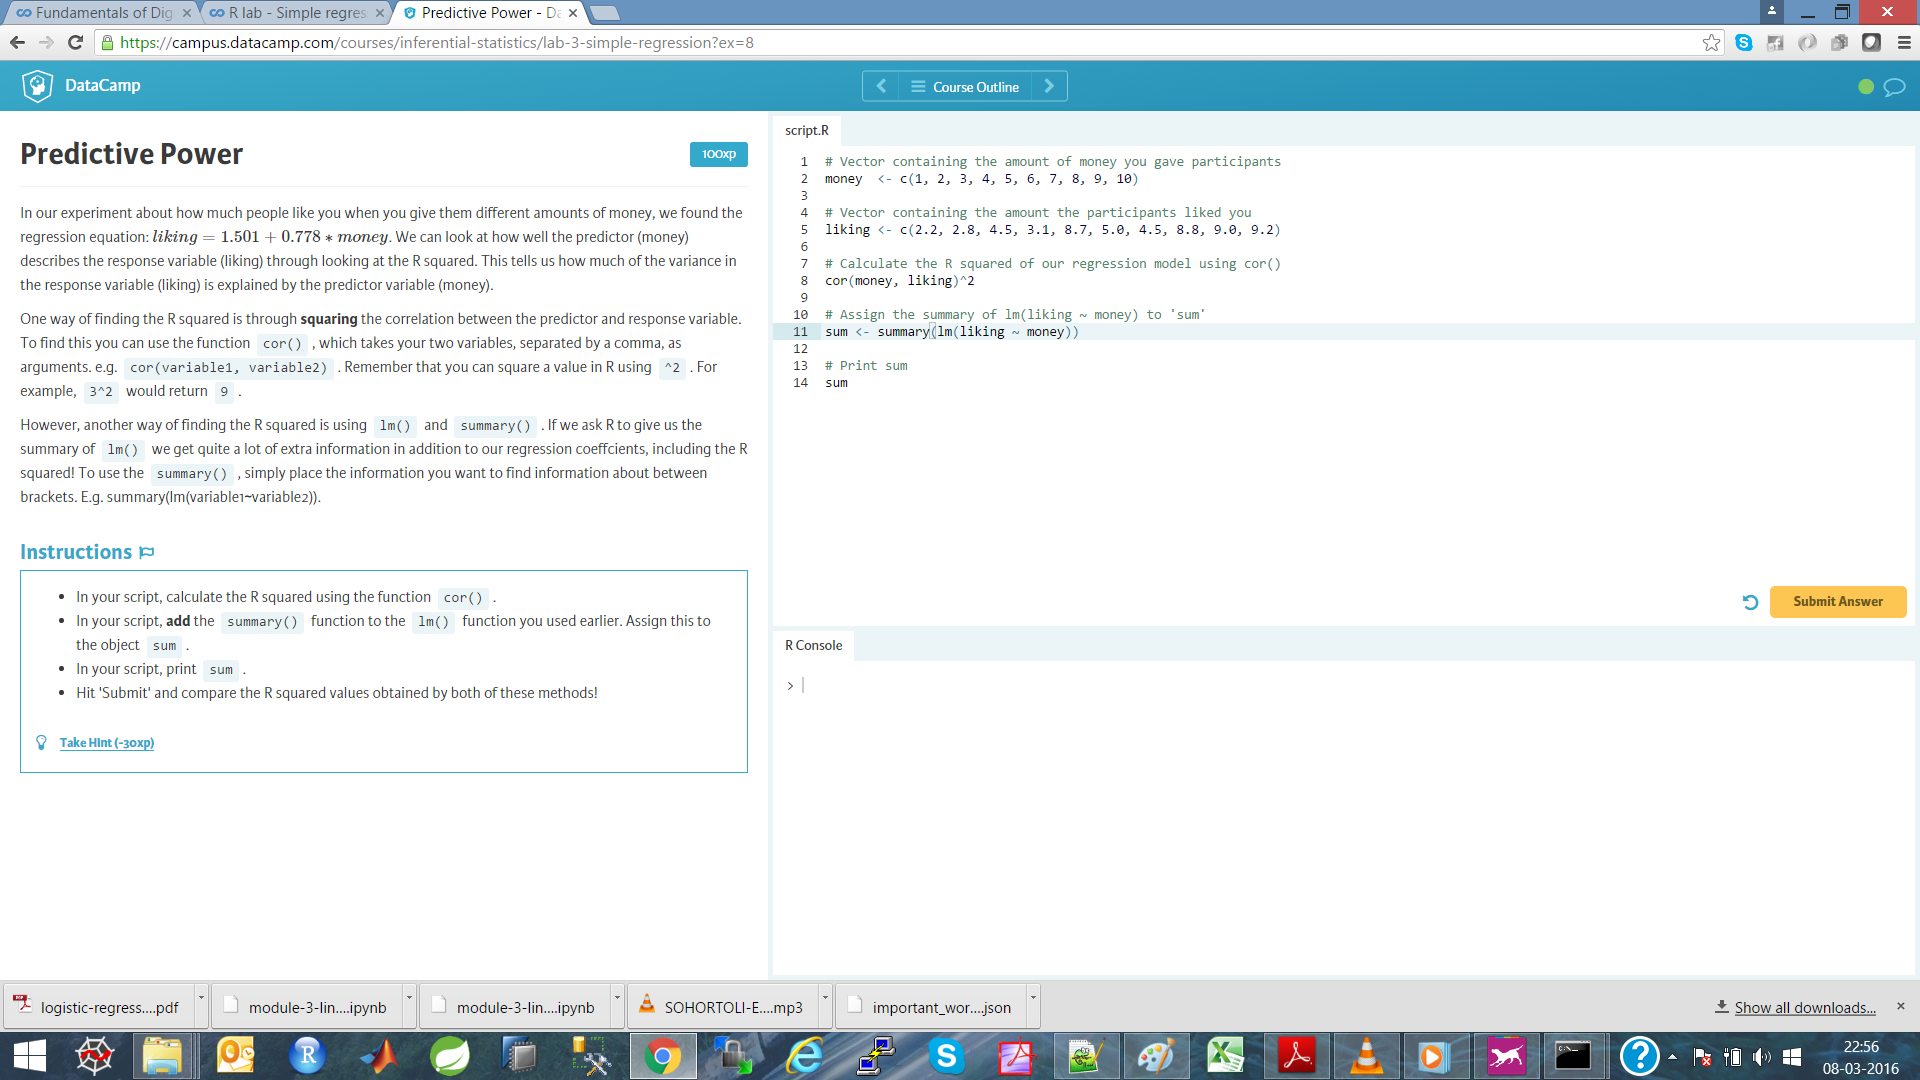 Fundamentals of Dig
R lab - Simple regres
Predictive Power - Da
https://campus.datacamp.com/courses/inferential-statistics/lab-3-simple-regression?ex=8
DataCamp
Course Outline
Predictive Power
100xp
In our experiment about how much people like you when you give them different amounts of money, we found the
regression equation: liking = 1.501 + 0.778 * money. We can look at how well the predictor (money)
describes the response variable (liking) through looking at the R squared. This tells us how much of the variance in
the response variable (liking) is explained by the predictor variable (money).
One way of finding the R squared is through squaring the correlation between the predictor and response variable.
To find this you can use the function cor() , which takes your two variables, separated by a comma, as
arguments. e.g. cor(variable1, variable2) . Remember that you can square a value in R using ^2 . For
example, 3^2 would return 9 .
However, another way of finding the R squared is using lm() and summary() . If we ask R to give us the
summary of lm() we get quite a lot of extra information in addition to our regression coeffcients, including the R
squared! To use the summary() , simply place the information you want to find information about between
brackets. E.g. summary(lm(variable1~variable2)).
Instructions
• In your script, calculate the R squared using the function cor() .
• In your script, add the summary() function to the lm() function you used earlier. Assign this to
the object sum .
• In your script, print sum .
• Hit 'Submit' and compare the R squared values obtained by both of these methods!
Take Hint (-30xp)
script.R
1 # Vector containing the amount of money you gave participants
2 money <- c(1, 2, 3, 4, 5, 6, 7, 8, 9, 10)
3
4 # Vector containing the amount the participants liked you
5 liking <- c(2.2, 2.8, 4.5, 3.1, 8.7, 5.0, 4.5, 8.8, 9.0, 9.2)
6
7 # Calculate the R squared of our regression model using cor()
8 cor(money, liking)^2
9
10 # Assign the summary of lm(liking ~ money) to 'sum'
11 sum <- summary(lm(liking ~ money))
12
13 # Print sum
14 sum
Submit Answer
R Console
>
logistic-regress....pdf
module-3-lin....ipynb
module-3-lin....ipynb
SOHORTOLI-E....mp3
important_wor....json
Show all downloads...
22:56
08-03-2016